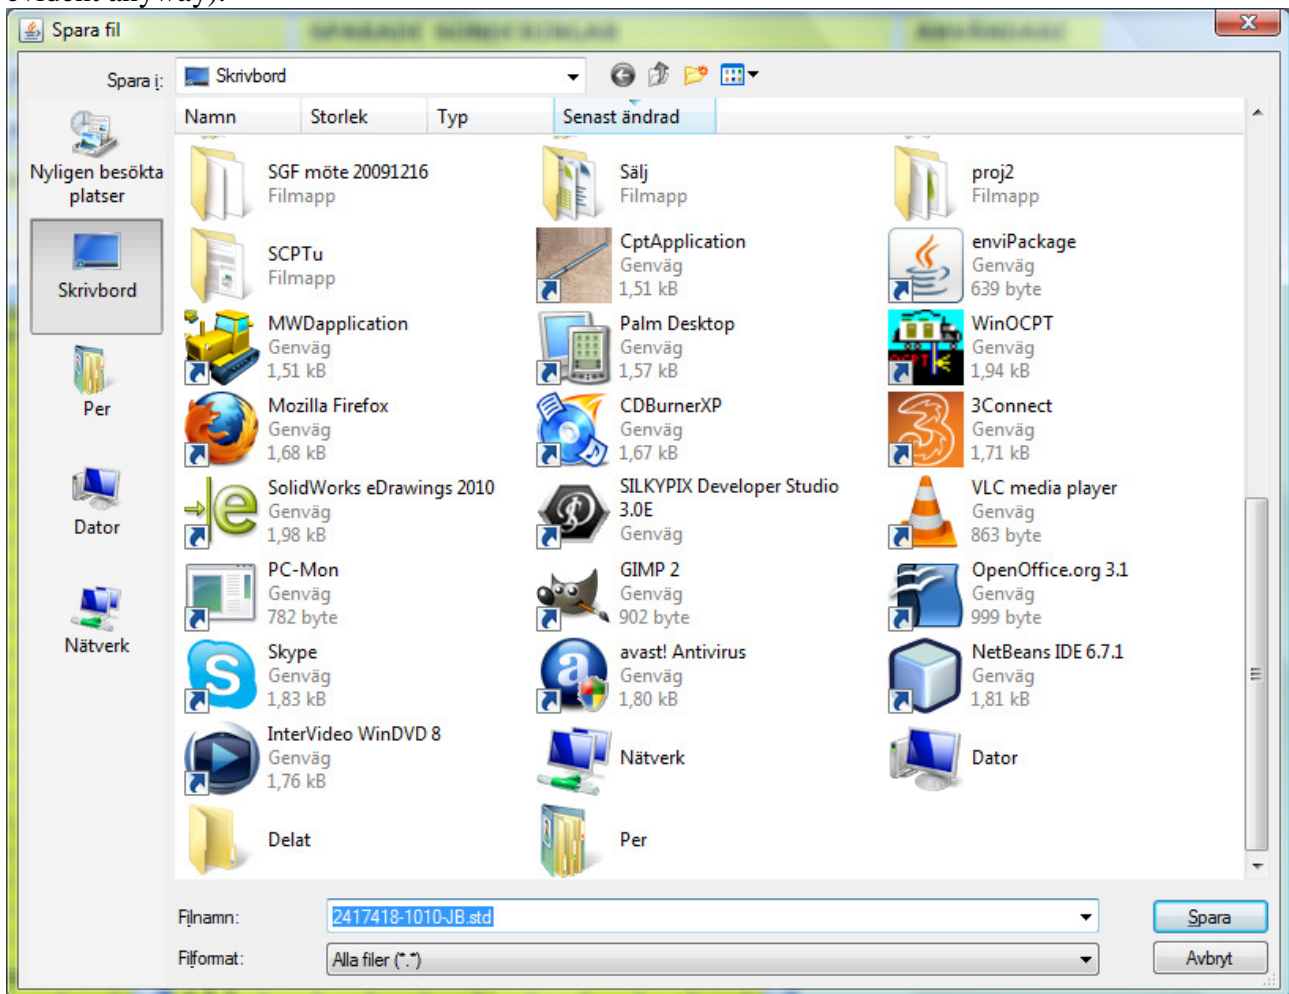 evident anyway).
Spara fil
SPARADE SONDERINGAR
ANVÄNDARE
Spara i:
Skrivbord
Namn
Storlek
Typ
Senast ändrad
Nyligen besökta
platser
Skrivbord
Per
Dator
Nätverk
SGF möte 20091216
Filmapp
Sälj
Filmapp
proj2
Filmapp
SCPTu
Filmapp
CptApplication
Genväg
1,51 kB
enviPackage
Genväg
639 byte
MWDapplication
Genväg
1,51 kB
Palm Desktop
Genväg
1,57 kB
WinOCPT
Genväg
1,94 kB
Mozilla Firefox
Genväg
1,68 kB
CDBurnerXP
Genväg
1,67 kB
3Connect
Genväg
1,71 kB
SolidWorks eDrawings 2010
Genväg
1,98 kB
SILKYPIX Developer Studio
3.0E
Genväg
VLC media player
Genväg
863 byte
PC-Mon
Genväg
782 byte
GIMP 2
Genväg
902 byte
OpenOffice.org 3.1
Genväg
999 byte
Skype
Genväg
1,83 kB
avast! Antivirus
Genväg
1,80 kB
NetBeans IDE 6.7.1
Genväg
1,81 kB
InterVideo WinDVD 8
Genväg
1,76 kB
Nätverk
Dator
Delat
Per
Filnamn:
2417418-1010-JB.std
Spara
Filformat:
Alla filer (*.*)
Avbryt